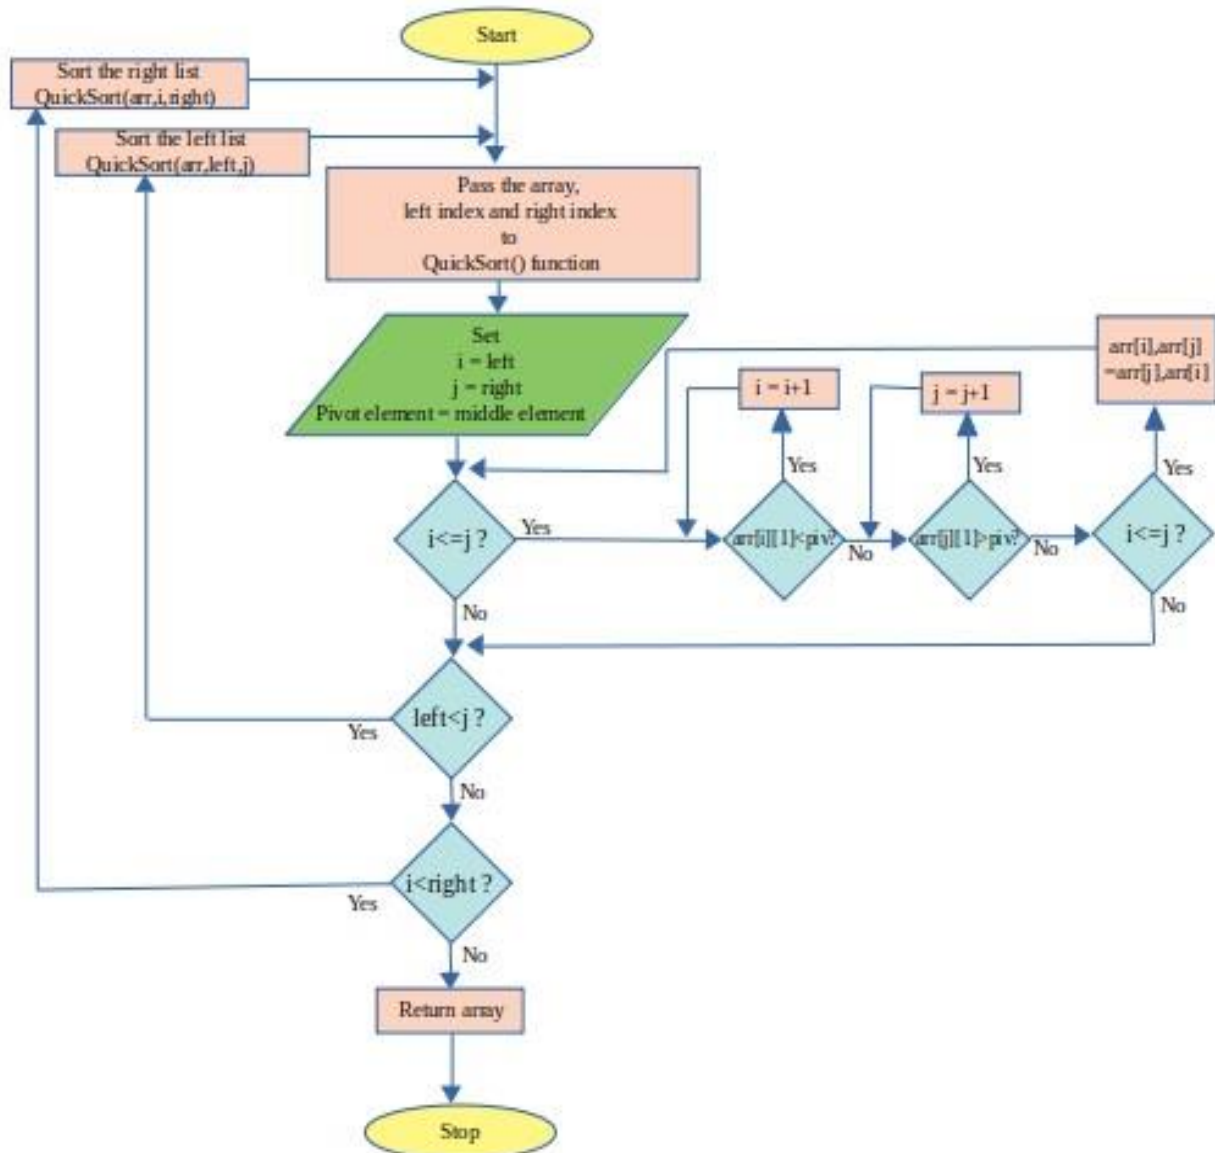 Start
Sort the right list
QuickSort(arr,i,right)
Sort the left list
QuickSort(arr,left,j)
Pass the array,
left index and right index
to
QuickSort() function
Set
i = left
j = right
Pivot element = middle element
arr[i],arr[j]
=arr[j],arr[i]
i = i+1
j = j+1
Yes
Yes
Yes
i<=j ?
Yes
arr[i][1]<piv?
No
arr[j][1]>piv?
No
i<=j ?
No
No
left<j ?
Yes
No
i<right ?
Yes
No
Return array
Stop